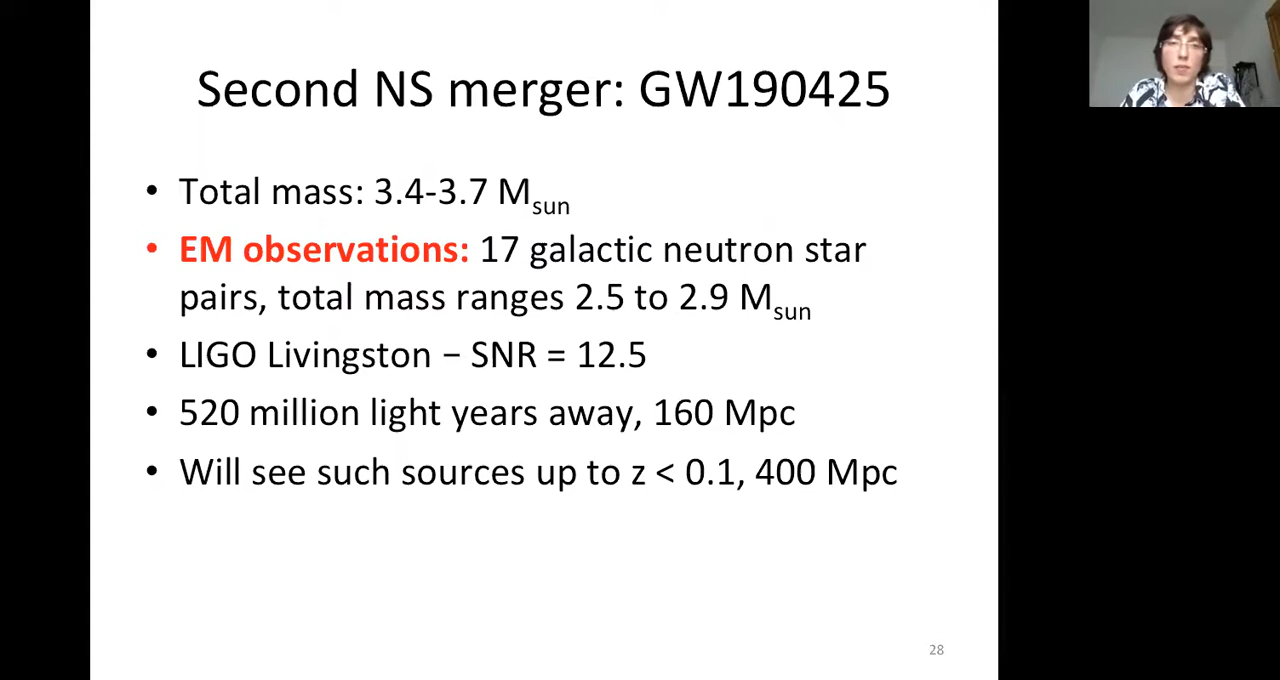 Second NS merger: GW190425
• Total mass: 3.4-3.7 Msun
• EM observations: 17 galactic neutron star
pairs, total mass ranges 2.5 to 2.9 Msun
• LIGO Livingston − SNR = 12.5
• 520 million light years away, 160 Mpc
• Will see such sources up to z < 0.1, 400 Mpc
28